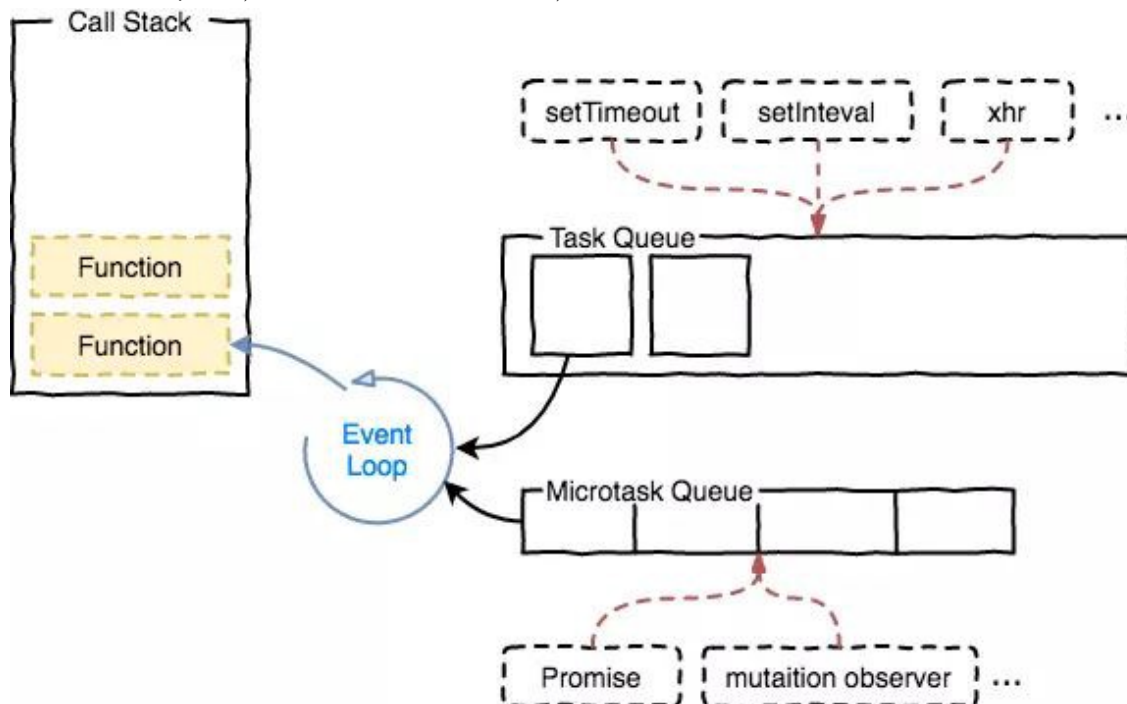 Call Stack
setTimeout
setInteval
xhr
...
Task Queue
Function
Function
Event
Loop
Microtask Queue
Promise
mutaition observer
...